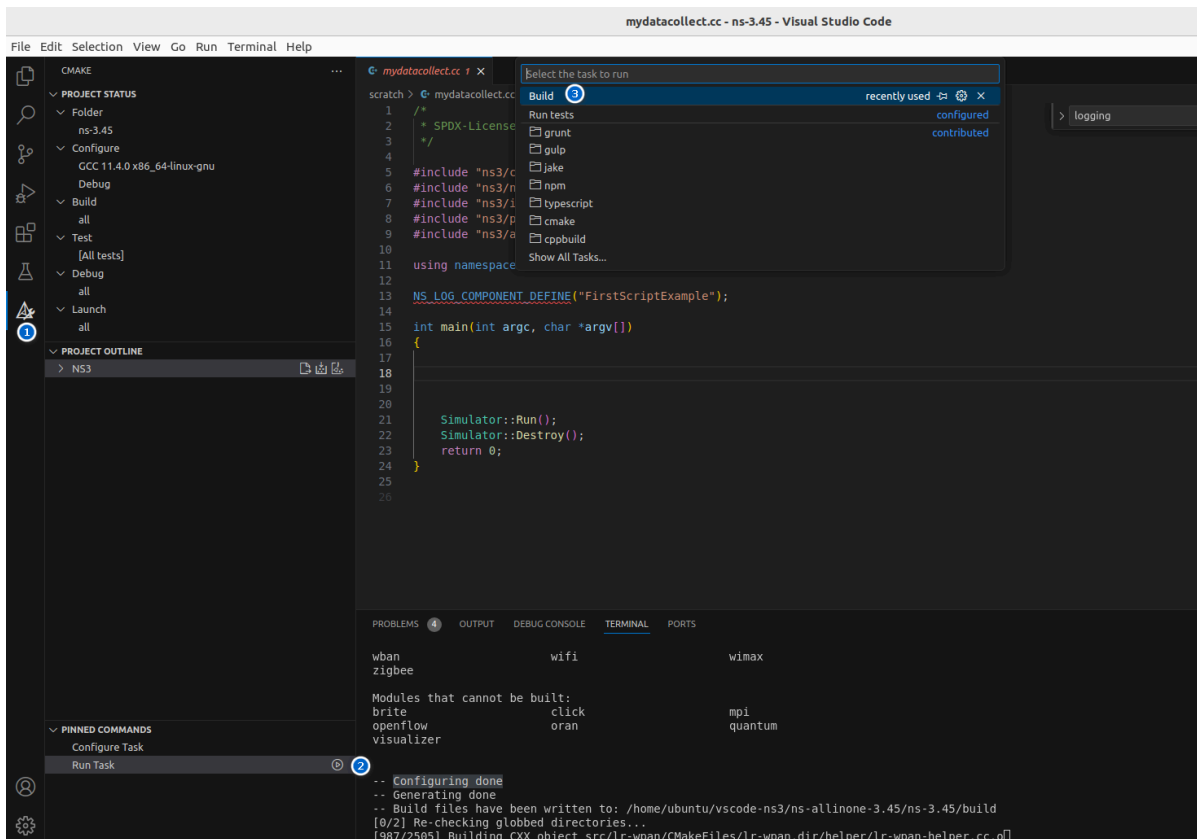 mydatacollect.cc - ns-3.45 - Visual Studio Code
File Edit Selection View Go Run Terminal Help
CMAKE
PROJECT STATUS
Folder
ns-3.45
Configure
GCC 11.4.0 x86_64-linux-gnu
Debug
Build
all
Test
[All tests]
Debug
all
Launch
all
1
PROJECT OUTLINE
NS3
PINNED COMMANDS
Configure Task
Run Task
2
mydatacollect.cc 1
scratch > mydatacollect.cc
Select the task to run
Build 3 recently used
Run tests configured
grunt contributed
gulp
jake
npm
typescript
cmake
cppbuild
Show All Tasks...
> logging
1 /*
2 * SPDX-License
3 */
4
5 #include "ns3/c
6 #include "ns3/n
7 #include "ns3/i
8 #include "ns3/p
9 #include "ns3/a
10
11 using namespace
12
13 NS_LOG_COMPONENT_DEFINE("FirstScriptExample");
14
15 int main(int argc, char *argv[])
16 {
17
18
19
20
21 Simulator::Run();
22 Simulator::Destroy();
23 return 0;
24 }
25
26
PROBLEMS 4 OUTPUT DEBUG CONSOLE TERMINAL PORTS
wban wifi wimax
zigbee
Modules that cannot be built:
brite click mpi
openflow oran quantum
visualizer
-- Configuring done
-- Generating done
-- Build files have been written to: /home/ubuntu/vscode-ns3/ns-allinone-3.45/ns-3.45/build
[0/2] Re-checking globbed directories...
[987/2505] Building CXX object src/lr-wpan/CMakeFiles/lr-wpan.dir/helper/lr-wpan-helper.cc.o